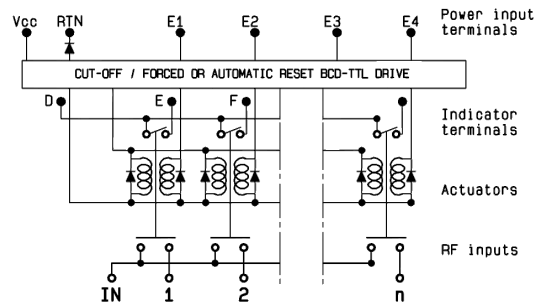 Vcc RTN E1 E2 E3 E4 Power input
terminals
CUT-OFF / FORCED OR AUTOMATIC RESET BCD-TTL DRIVE
D E F Indicator
terminals
Actuators
RF inputs
IN 1 2 n